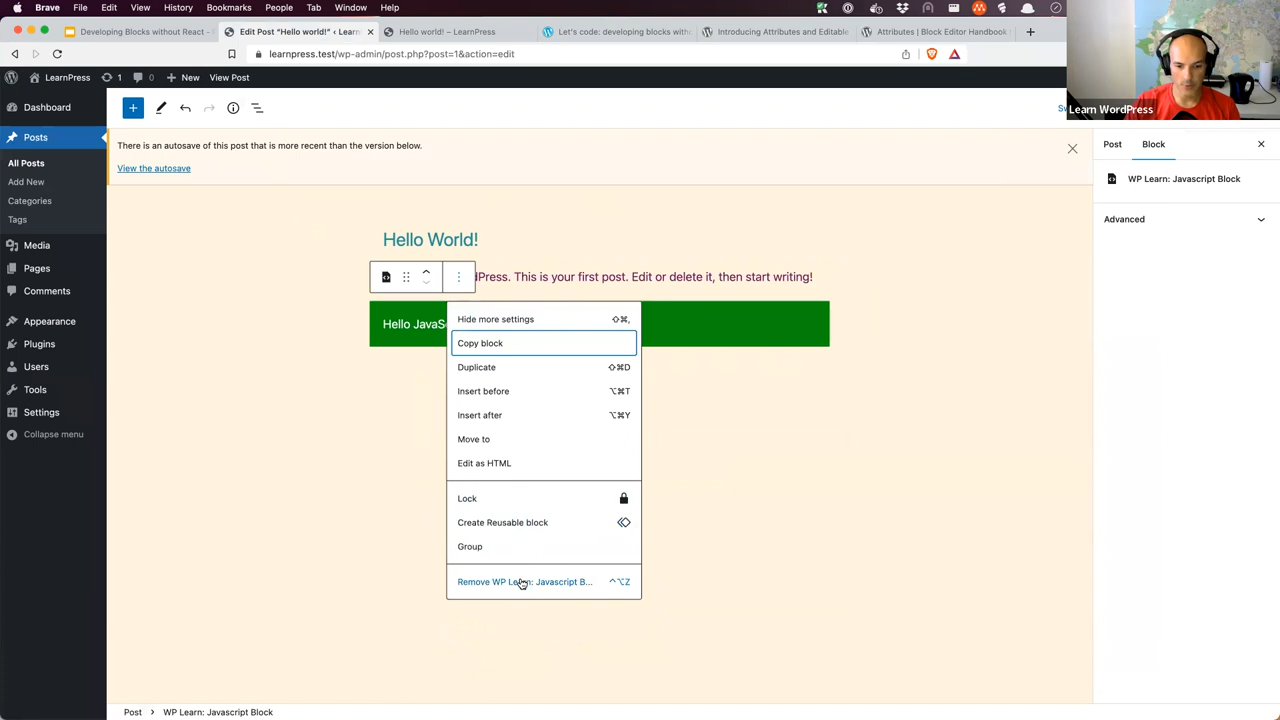 Brave File Edit View History Bookmarks People Tab Window Help
Developing Blocks without React -
Edit Post “Hello world!” ‹ Learn
Hello world! – LearnPress
Let's code: developing blocks with
Introducing Attributes and Editable
Attributes | Block Editor Handbook
learnpress.test/wp-admin/post.php?post=1&action=edit
LearnPress 1 0 New View Post
Learn WordPress
Dashboard
Posts
All Posts
Add New
Categories
Tags
Media
Pages
Comments
Appearance
Plugins
Users
Tools
Settings
Collapse menu
There is an autosave of this post that is more recent than the version below.
View the autosave
Hello World!
dPress. This is your first post. Edit or delete it, then start writing!
Hello JavaS
Hide more settings ⇧⌘,
Copy block
Duplicate ⇧⌘D
Insert before ⌥⌘T
Insert after ⌥⌘Y
Move to
Edit as HTML
Lock
Create Reusable block
Group
Remove WP Learn: Javascript B... ^⌥Z
Post Block
WP Learn: Javascript Block
Advanced
Post › WP Learn: Javascript Block